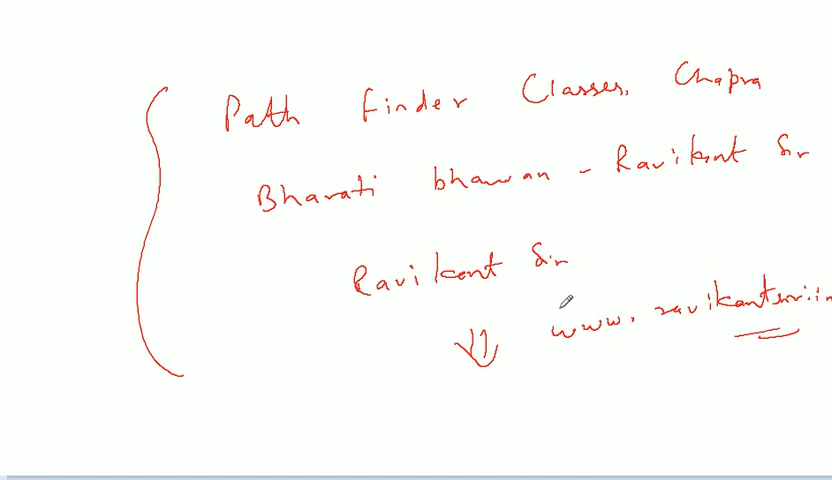 Path Finder Classes, Chapra
Bharati bhawan - Ravikant Sir
Ravikant Sir
www.